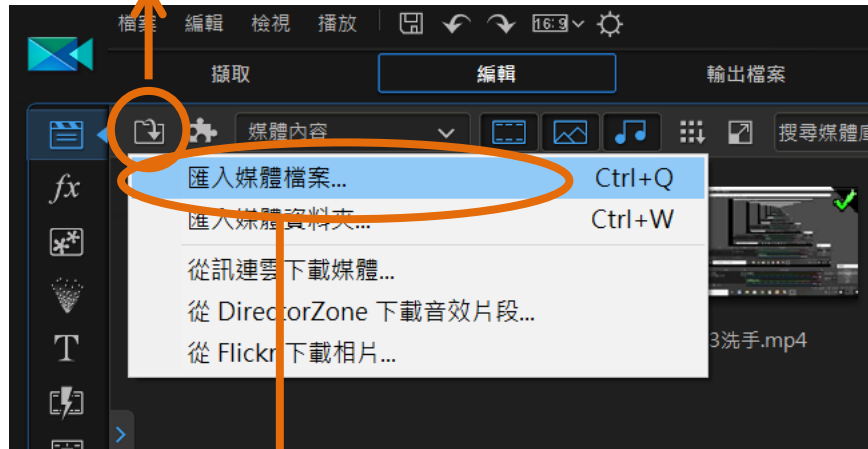 檔案 編輯 檢視 播放 16:9
擷取 編輯 輸出檔案
媒體內容 搜尋媒體庫
匯入媒體檔案... Ctrl+Q
fx
匯入媒體資料夾... Ctrl+W
從訊連雲下載媒體...
從 DirectorZone 下載音效片段...
T
從 Flickr 下載相片...
3洗手.mp4